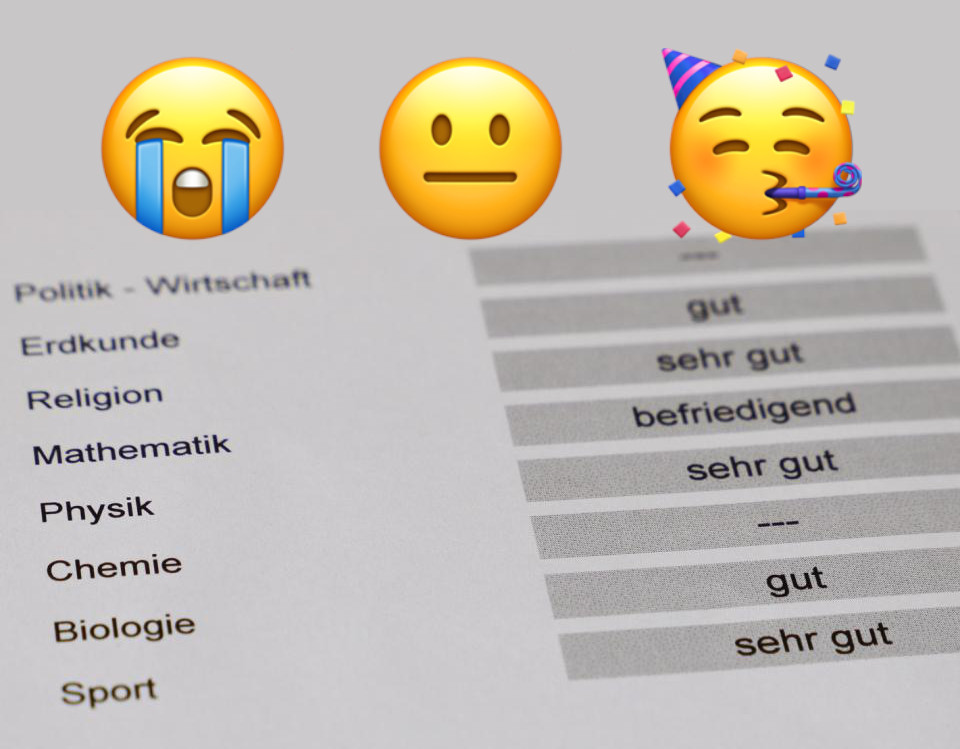 Politik - Wirtschaft ---
Erdkunde gut
Religion sehr gut
Mathematik befriedigend
Physik sehr gut
Chemie ---
Biologie gut
Sport sehr gut